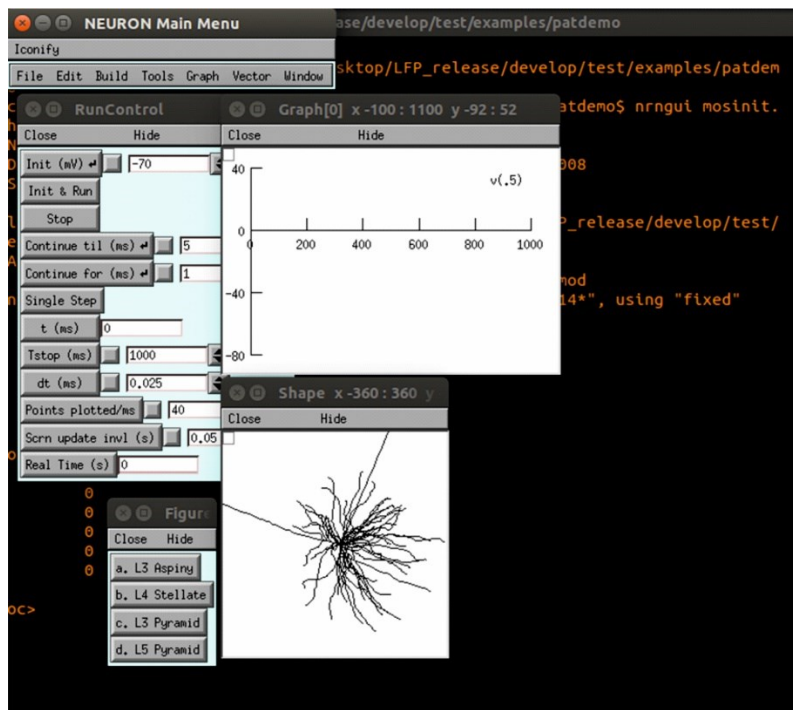 NEURON Main Menu
ase/develop/test/examples/patdemo
Iconify
File Edit Build Tools Graph Vector Window
sktop/LFP_release/develop/test/examples/patdem
RunControl
Close Hide
Init (mV) -70
Init & Run
Stop
Continue til (ms) 5
Continue for (ms) 1
Single Step
t (ms) 0
Tstop (ms) 1000
dt (ms) 0.025
Points plotted/ms 40
Scrn update invl (s) 0.05
Real Time (s) 0
Graph[0] x -100 : 1100 y -92 : 52
Close Hide
40
v(.5)
0
0 200 400 600 800 1000
-40
-80
atdemo$ nrngui mosinit.
008
P_release/develop/test/
mod
14*", using "fixed"
Shape x -360 : 360 y
Close Hide
0
0
0
0
0
Figure
Close Hide
a. L3 Aspiny
b. L4 Stellate
c. L3 Pyramid
d. L5 Pyramid
oc>